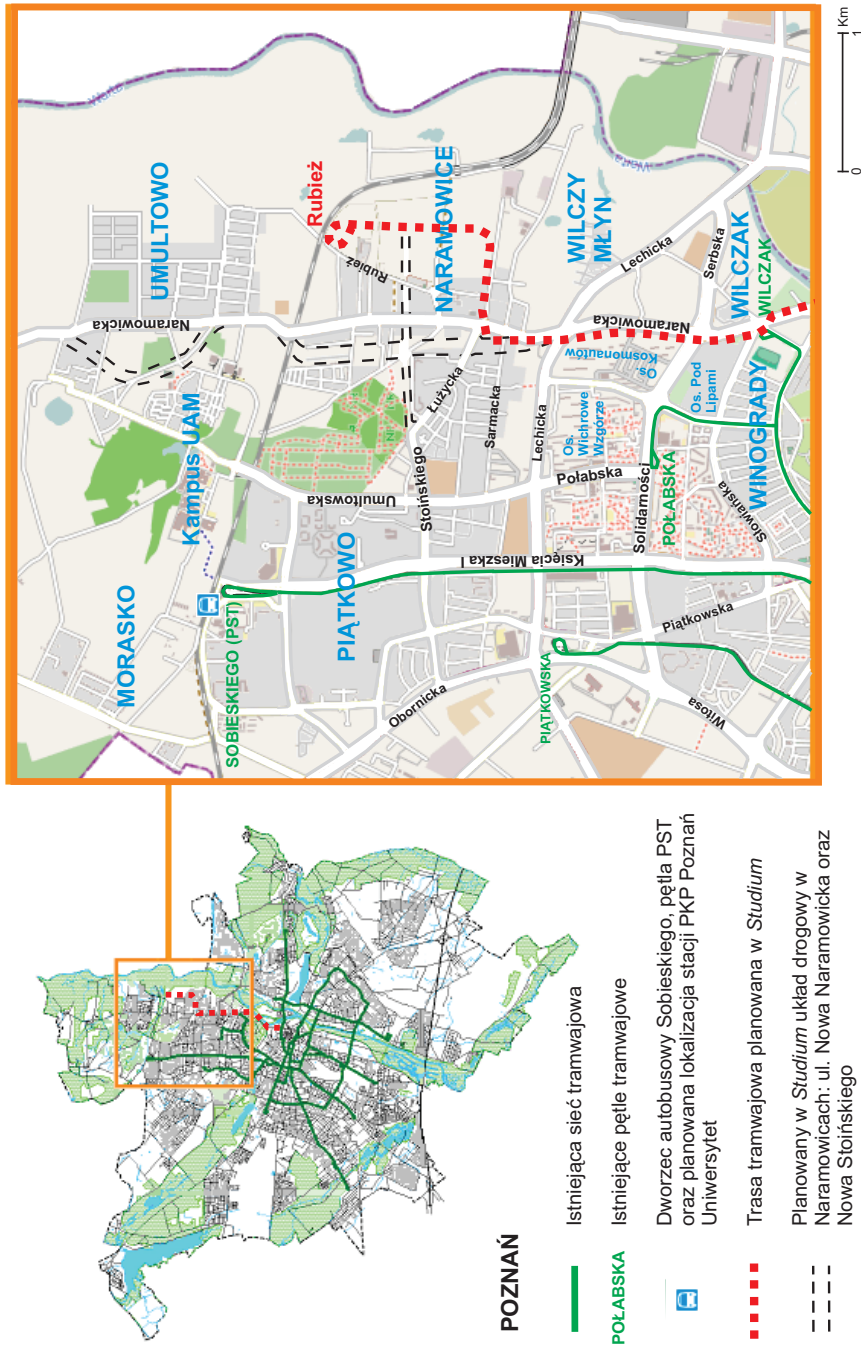 POZNAŃ
Istniejąca sieć tramwajowa
POŁABSKA
Istniejące pętle tramwajowe
Dworzec autobusowy Sobieskiego, pętla PST
oraz planowana lokalizacja stacji PKP Poznań
Uniwersytet
Trasa tramwajowa planowana w Studium
Planowany w Studium układ drogowy w
Naramowicach: ul. Nowa Naramowicka oraz
Nowa Stoińskiego
MORASKO
Kampus UAM
UMULTOWO
Naramowicka
Warta
SOBIESKIEGO (PST)
Rubież
Rubież
PIĄTKOWO
Umultowska
NARAMOWICE
Stoińskiego
Łużycka
Sarmacka
Obornicka
WILCZY
MŁYN
Lechicka
Lechicka
PIĄTKOWSKA
Księcia Mieszka I
Połabska
Os.
Wichrowe
Wzgórze
Os.
Kosmonautów
Naramowicka
Serbska
Witosa
Piątkowska
Solidarności
POŁABSKA
Os. Pod
Lipami
WILCZAK
WILCZAK
Słowiańska
WINOGRADY
Warta
0
1
Km